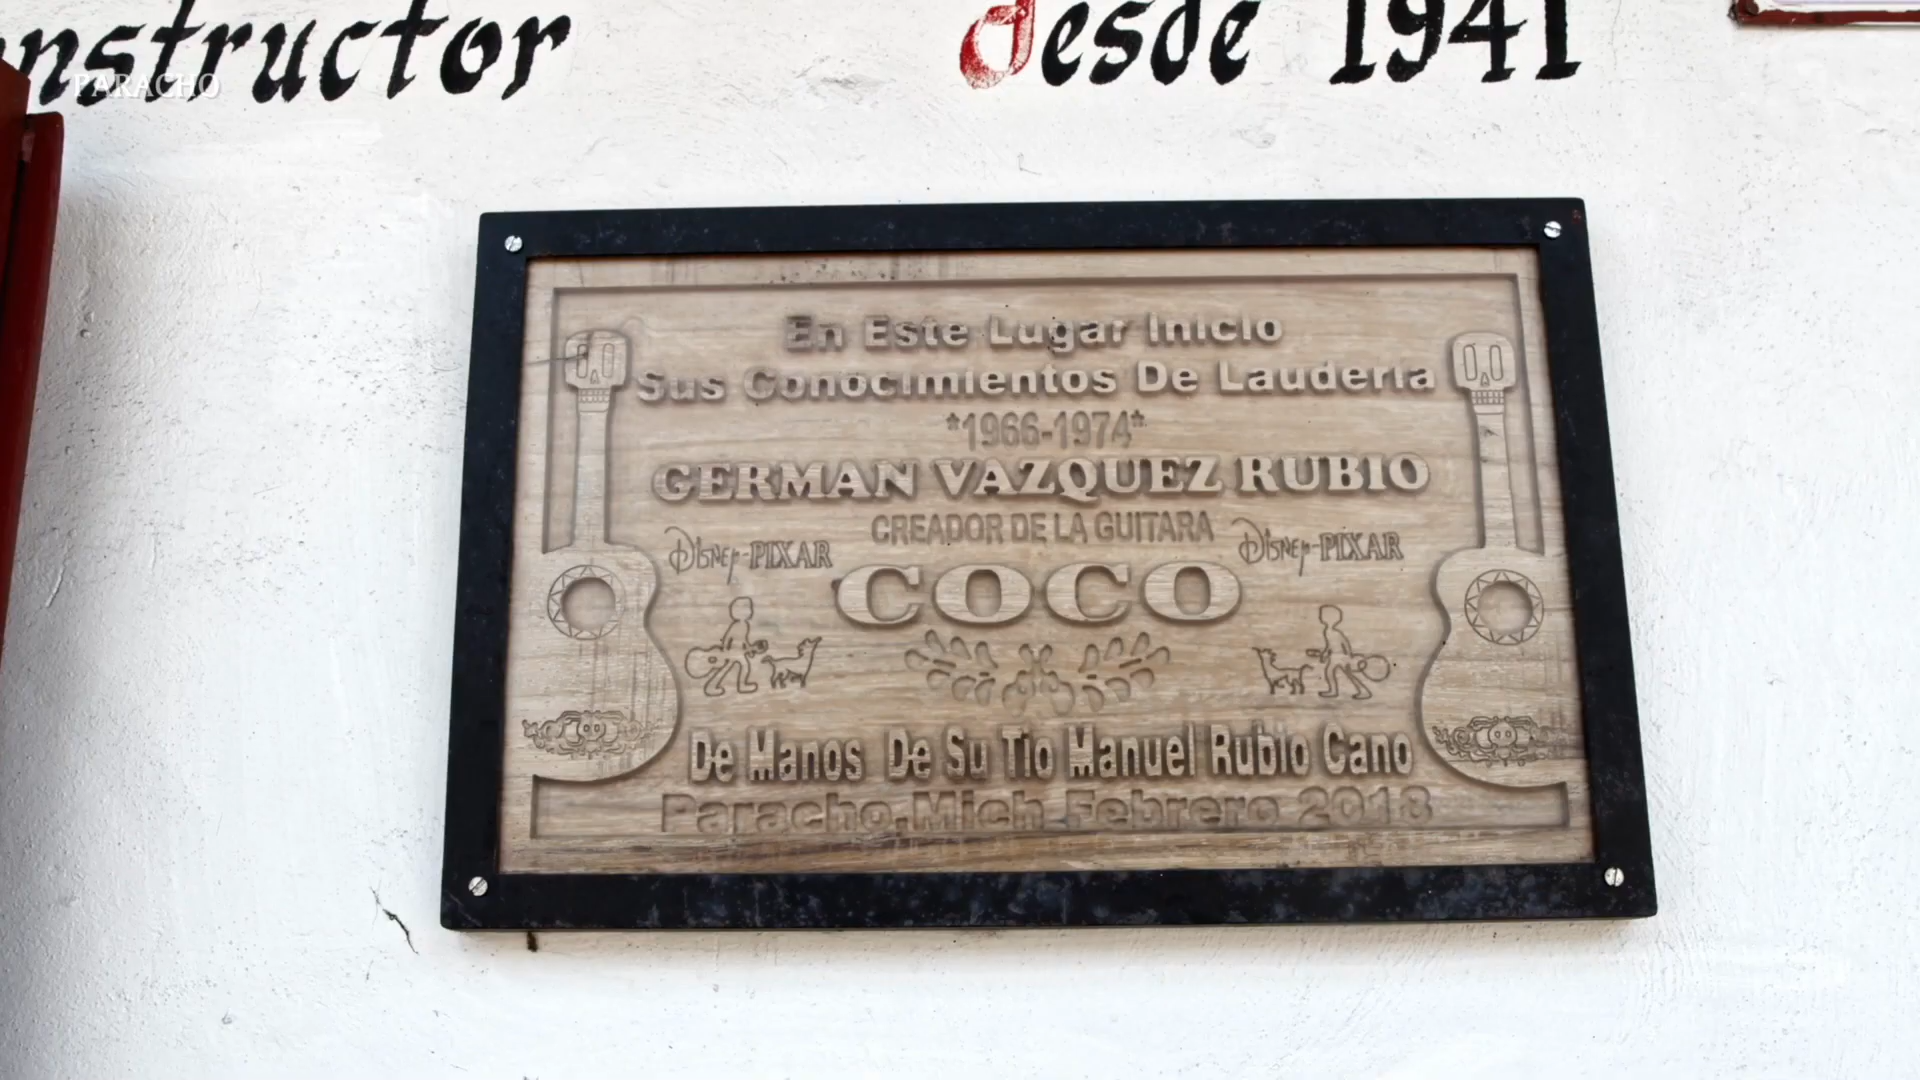 nstructor desde 1941
PARACHO
En Este Lugar Inicio
Sus Conocimientos De Lauderia
*1966-1974*
GERMAN VAZQUEZ RUBIO
CREADOR DE LA GUITARA
DISNEY·PIXAR DISNEY·PIXAR
COCO
De Manos De Su Tio Manuel Rubio Cano
Paracho,Mich Febrero 2018